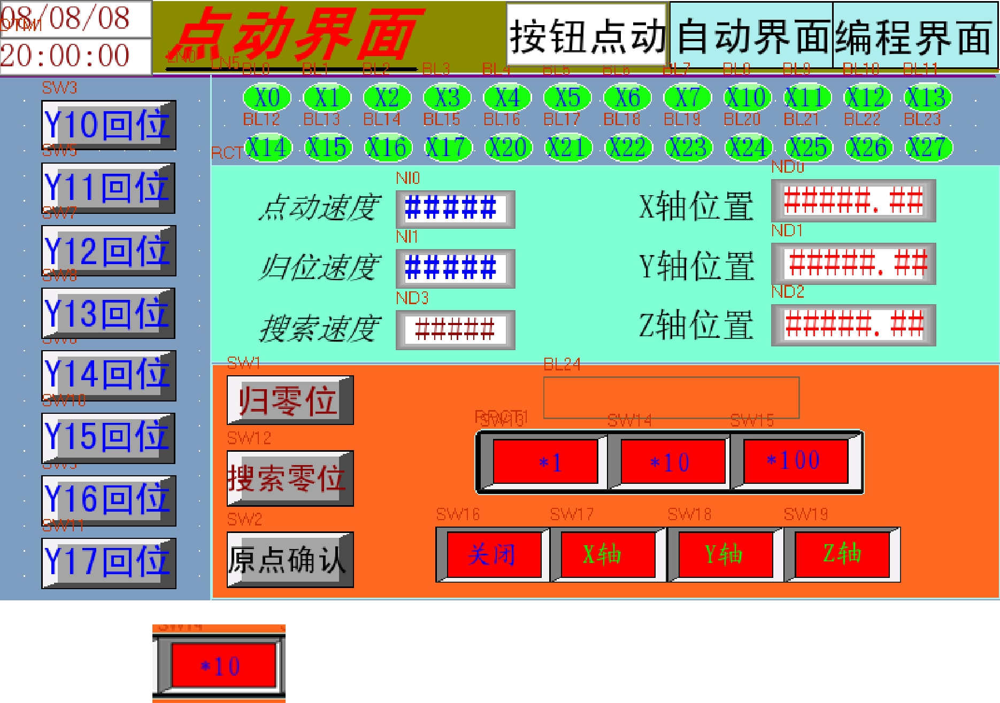 08/08/08
DTM1
20:00:00
点动界面
按钮点动
自动界面
编程界面
LN0 LN5 BL0 BL1 BL2 BL3 BL4 BL5 BL6 BL7 BL8 BL9 BL10 BL11
X0 X1 X2 X3 X4 X5 X6 X7 X10 X11 X12 X13
BL12 BL13 BL14 BL15 BL16 BL17 BL18 BL19 BL20 BL21 BL22 BL23
RCT X14 X15 X16 X17 X20 X21 X22 X23 X24 X25 X26 X27
SW3
Y10回位
SW5
Y11回位
SW7
Y12回位
SW8
Y13回位
Y14回位
SW10
Y15回位
SW9
Y16回位
SW11
Y17回位
NI0
点动速度 #####
NI1
归位速度 #####
ND3
搜索速度 #####
ND0
X轴位置 #####.##
ND1
Y轴位置 #####.##
ND2
Z轴位置 #####.##
SW1
归零位
SW12
搜索零位
SW2
原点确认
BL24
SW13 SW14 SW15
*1 *10 *100
SW16 SW17 SW18 SW19
关闭 X轴 Y轴 Z轴
SW14
*10